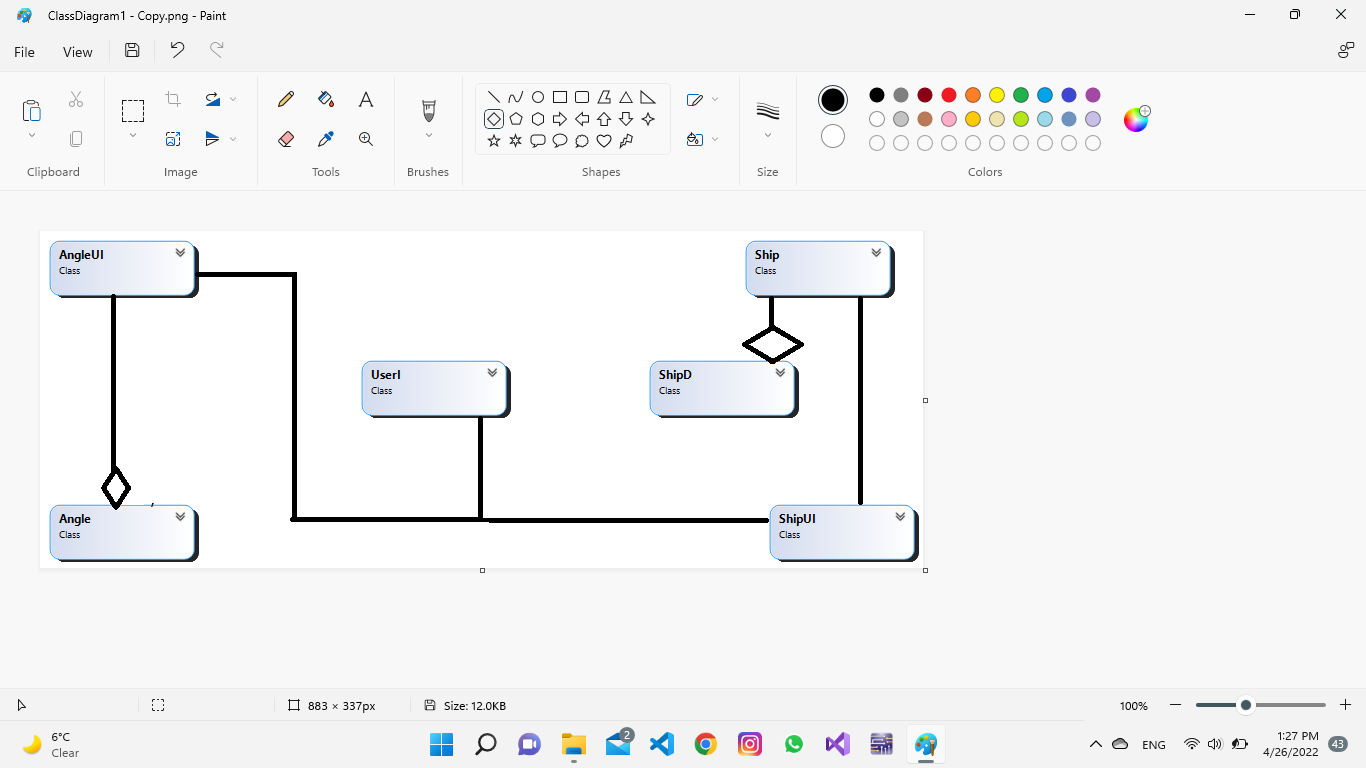 ClassDiagram1 - Copy.png - Paint
File
View
Clipboard
Image
Tools
Brushes
Shapes
Size
Colors
AngleUI
Class
Ship
Class
UserI
Class
ShipD
Class
Angle
Class
ShipUI
Class
883 × 337px
Size: 12.0KB
100%
6°C
Clear
2
ENG
1:27 PM
4/26/2022
43